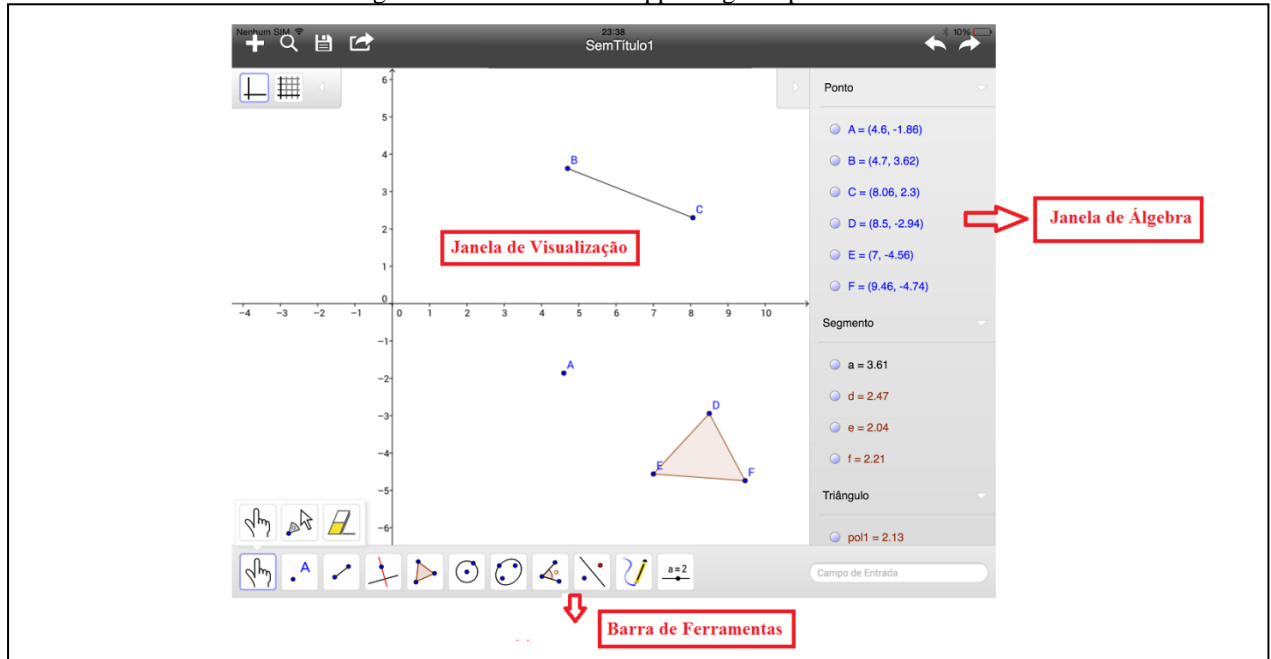 Nenhum SIM 23:38 10%
SemTítulo1
Ponto
A = (4.6, -1.86)
B = (4.7, 3.62)
C = (8.06, 2.3)
D = (8.5, -2.94)
E = (7, -4.56)
F = (9.46, -4.74)
Segmento
a = 3.61
d = 2.47
e = 2.04
f = 2.21
Triângulo
pol1 = 2.13
Campo de Entrada
Janela de Álgebra
6
5
4
3
2
1
0
-4 -3 -2 -1 0 1 2 3 4 5 6 7 8 9 10
-1
-2
-3
-4
-5
-6
B
C
Janela de Visualização
A
D
E
F
A
α
a=2
Barra de Ferramentas